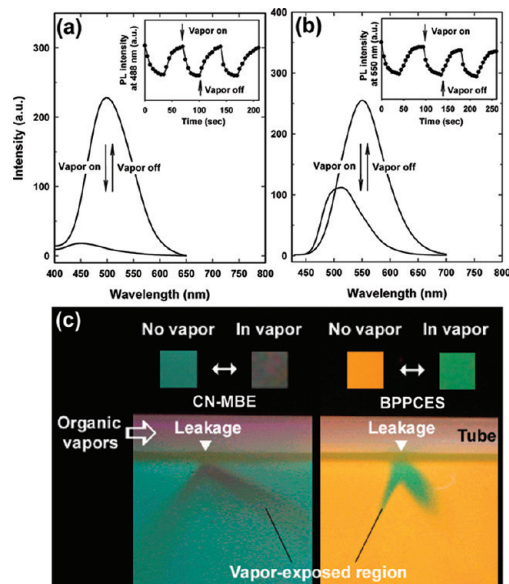 (a)
300
200
100
0
Intensity (a.u.)
400 450 500 550 600 650 700 750 800
Wavelength (nm)
Vapor on
Vapor off
PL intensity
at 488 nm (a.u.)
Vapor on
Vapor off
0 50 100 150 200
Time (sec)
(b)
400
300
200
100
0
450 500 550 600 650 700 750 800
Wavelength (nm)
Vapor on
Vapor off
PL intensity
at 550 nm (a.u.)
Vapor on
Vapor off
0 50 100 150 200 250
Time (sec)
(c)
No vapor In vapor
CN-MBE
No vapor In vapor
BPPCES
Organic
vapors
Leakage
Leakage
Tube
Vapor-exposed region